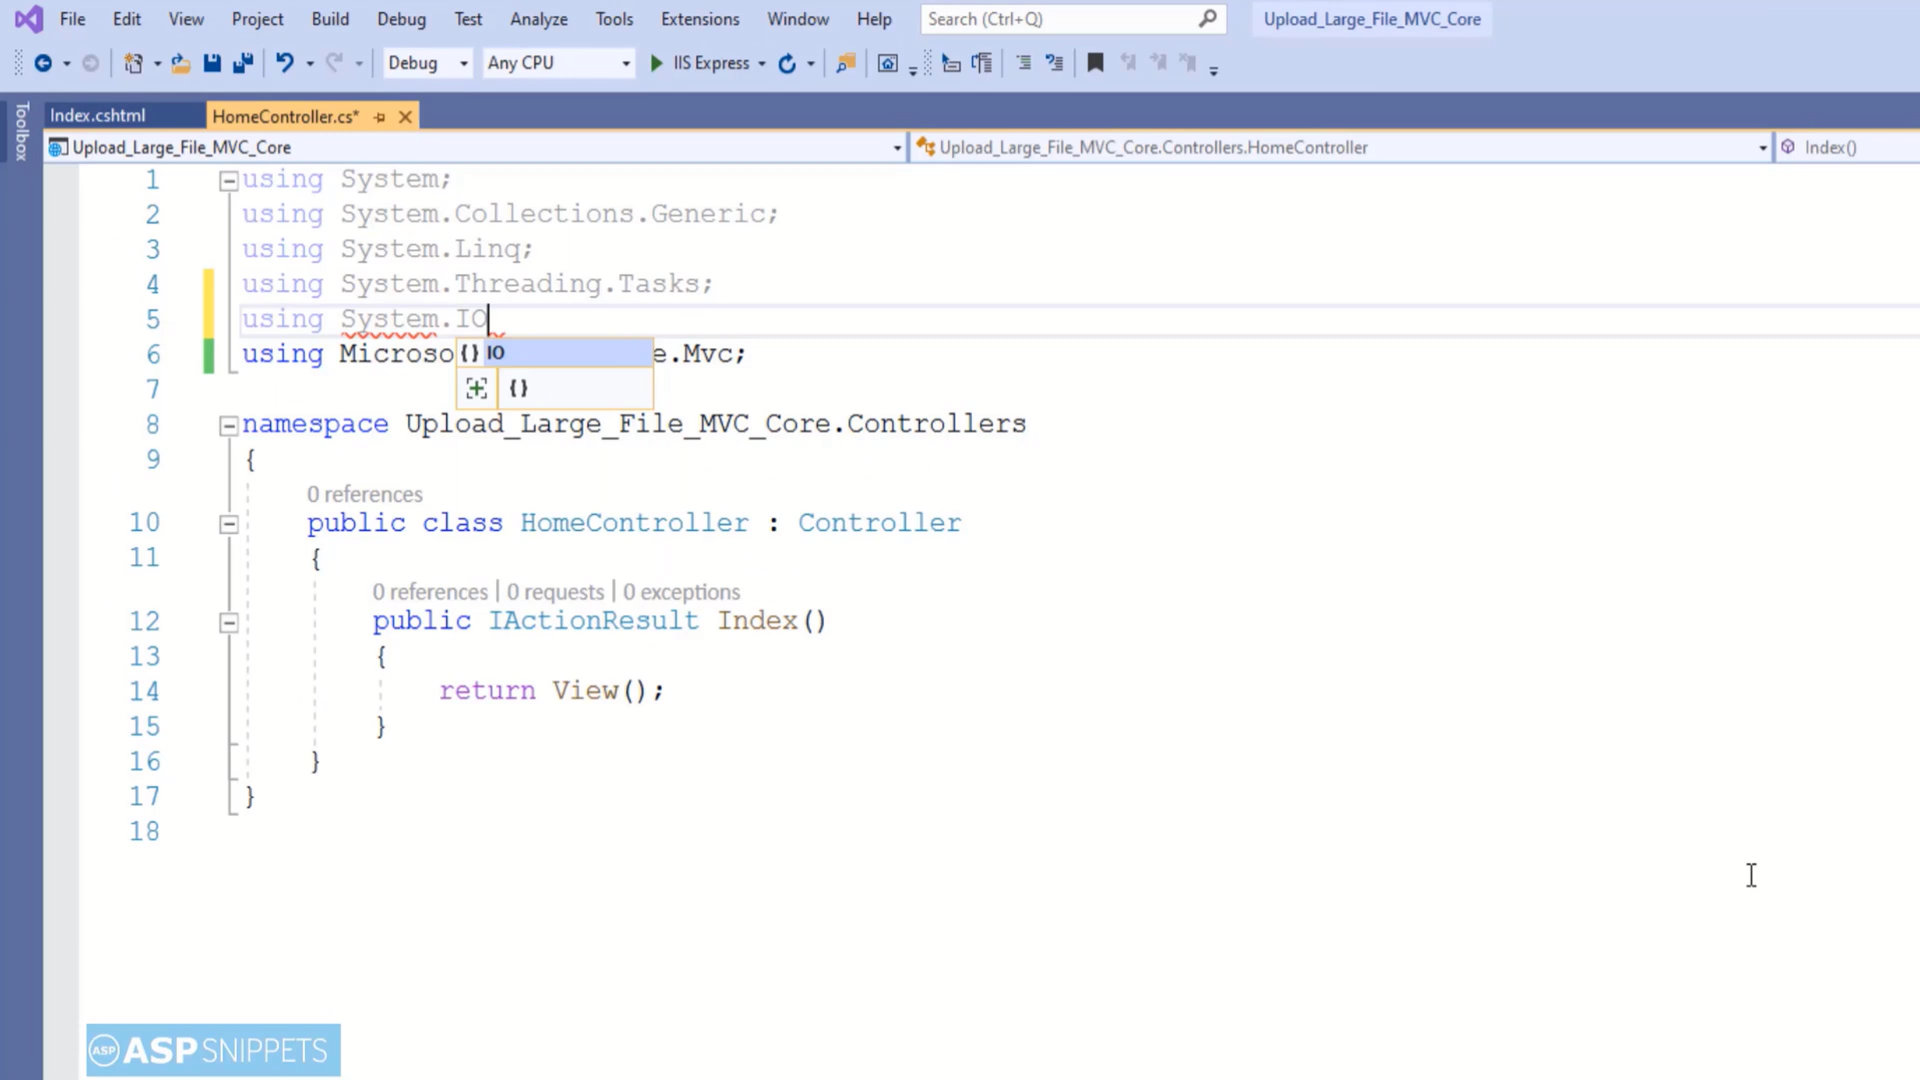 File Edit View Project Build Debug Test Analyze Tools Extensions Window Help Search (Ctrl+Q) Upload_Large_File_MVC_Core
Debug Any CPU IIS Express
Toolbox
Index.cshtml HomeController.cs*
Upload_Large_File_MVC_Core Upload_Large_File_MVC_Core.Controllers.HomeController Index()
1 using System;
2 using System.Collections.Generic;
3 using System.Linq;
4 using System.Threading.Tasks;
5 using System.IO
6 using Microso {} IO e.Mvc;
7 {}
8 namespace Upload_Large_File_MVC_Core.Controllers
9 {
0 references
10 public class HomeController : Controller
11 {
0 references | 0 requests | 0 exceptions
12 public IActionResult Index()
13 {
14 return View();
15 }
16 }
17 }
18
ASP ASPSNIPPETS